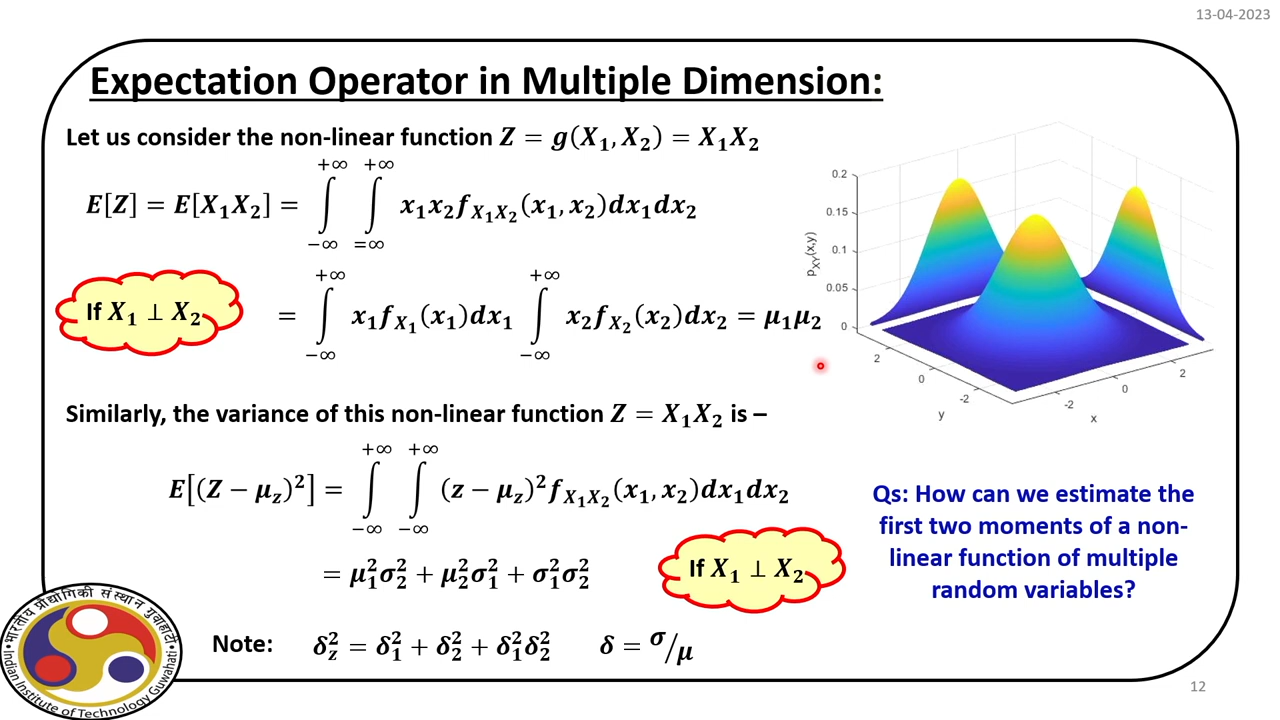 13-04-2023
Expectation Operator in Multiple Dimension:
Let us consider the non-linear function Z = g(X₁, X₂) = X₁X₂
E[Z] = E[X₁X₂] = ∫_{−∞}^{+∞} ∫_{=∞}^{+∞} x₁x₂f_{X₁X₂}(x₁, x₂)dx₁dx₂
If X₁ ⊥ X₂
= ∫_{−∞}^{+∞} x₁f_{X₁}(x₁)dx₁ ∫_{−∞}^{+∞} x₂f_{X₂}(x₂)dx₂ = μ₁μ₂
0.2
0.15
0.1
0.05
0
p_{XY}(x,y)
2
0
-2
y
-2
0
2
x
Similarly, the variance of this non-linear function Z = X₁X₂ is –
E[(Z − μ_z)²] = ∫_{−∞}^{+∞} ∫_{−∞}^{+∞} (z − μ_z)²f_{X₁X₂}(x₁, x₂)dx₁dx₂
= μ₁²σ₂² + μ₂²σ₁² + σ₁²σ₂²
If X₁ ⊥ X₂
Note: δ_z² = δ₁² + δ₂² + δ₁²δ₂² δ = σ/μ
Qs: How can we estimate the
first two moments of a non-
linear function of multiple
random variables?
भारतीय प्रौद्योगिकी संस्थान गुवाहाटी
Indian Institute of Technology Guwahati
12